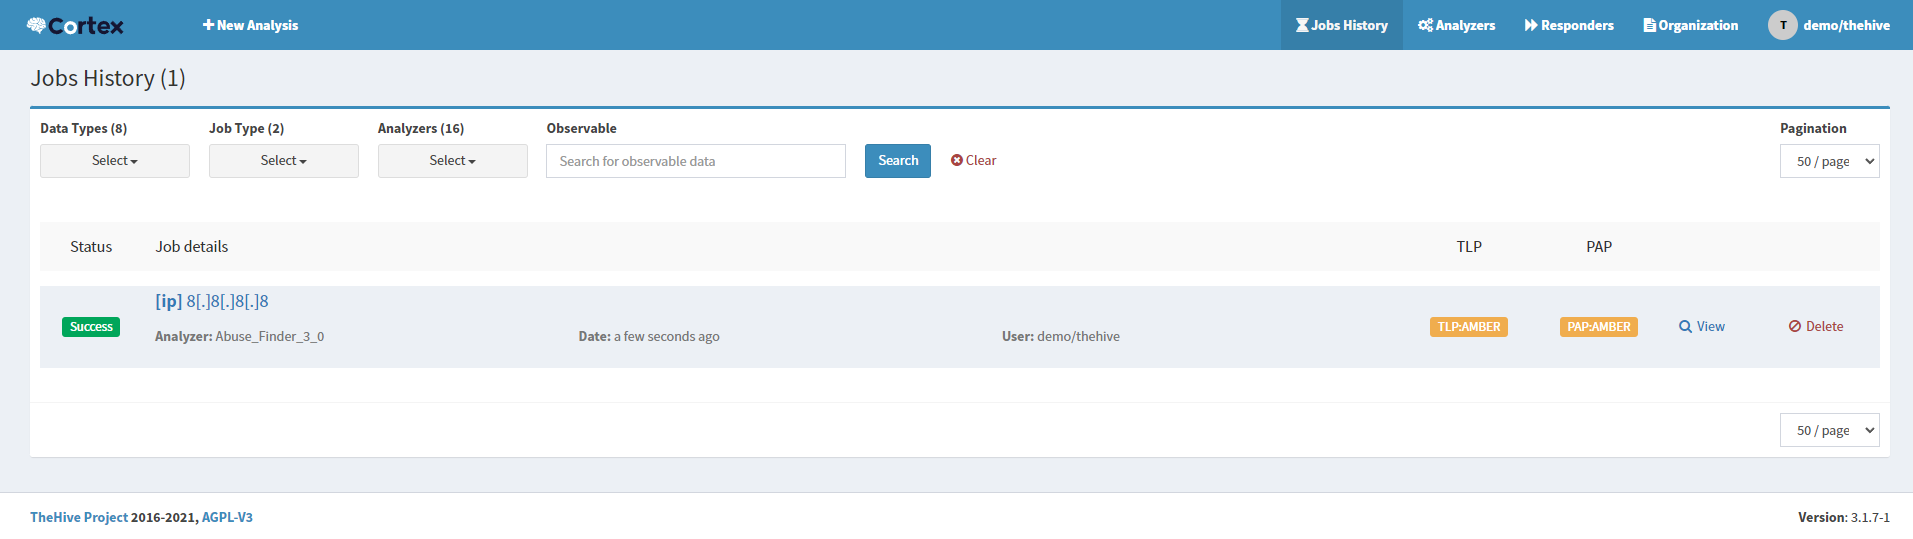 Cortex New Analysis Jobs History Analyzers Responders Organization T demo/thehive
Jobs History (1)
Data Types (8) Job Type (2) Analyzers (16) Observable Pagination
Select Select Select Search for observable data Search Clear 50 / page
Status Job details TLP PAP
[ip] 8[.]8[.]8[.]8
Success TLP:AMBER PAP:AMBER View Delete
Analyzer: Abuse_Finder_3_0 Date: a few seconds ago User: demo/thehive
50 / page
TheHive Project 2016-2021, AGPL-V3 Version: 3.1.7-1